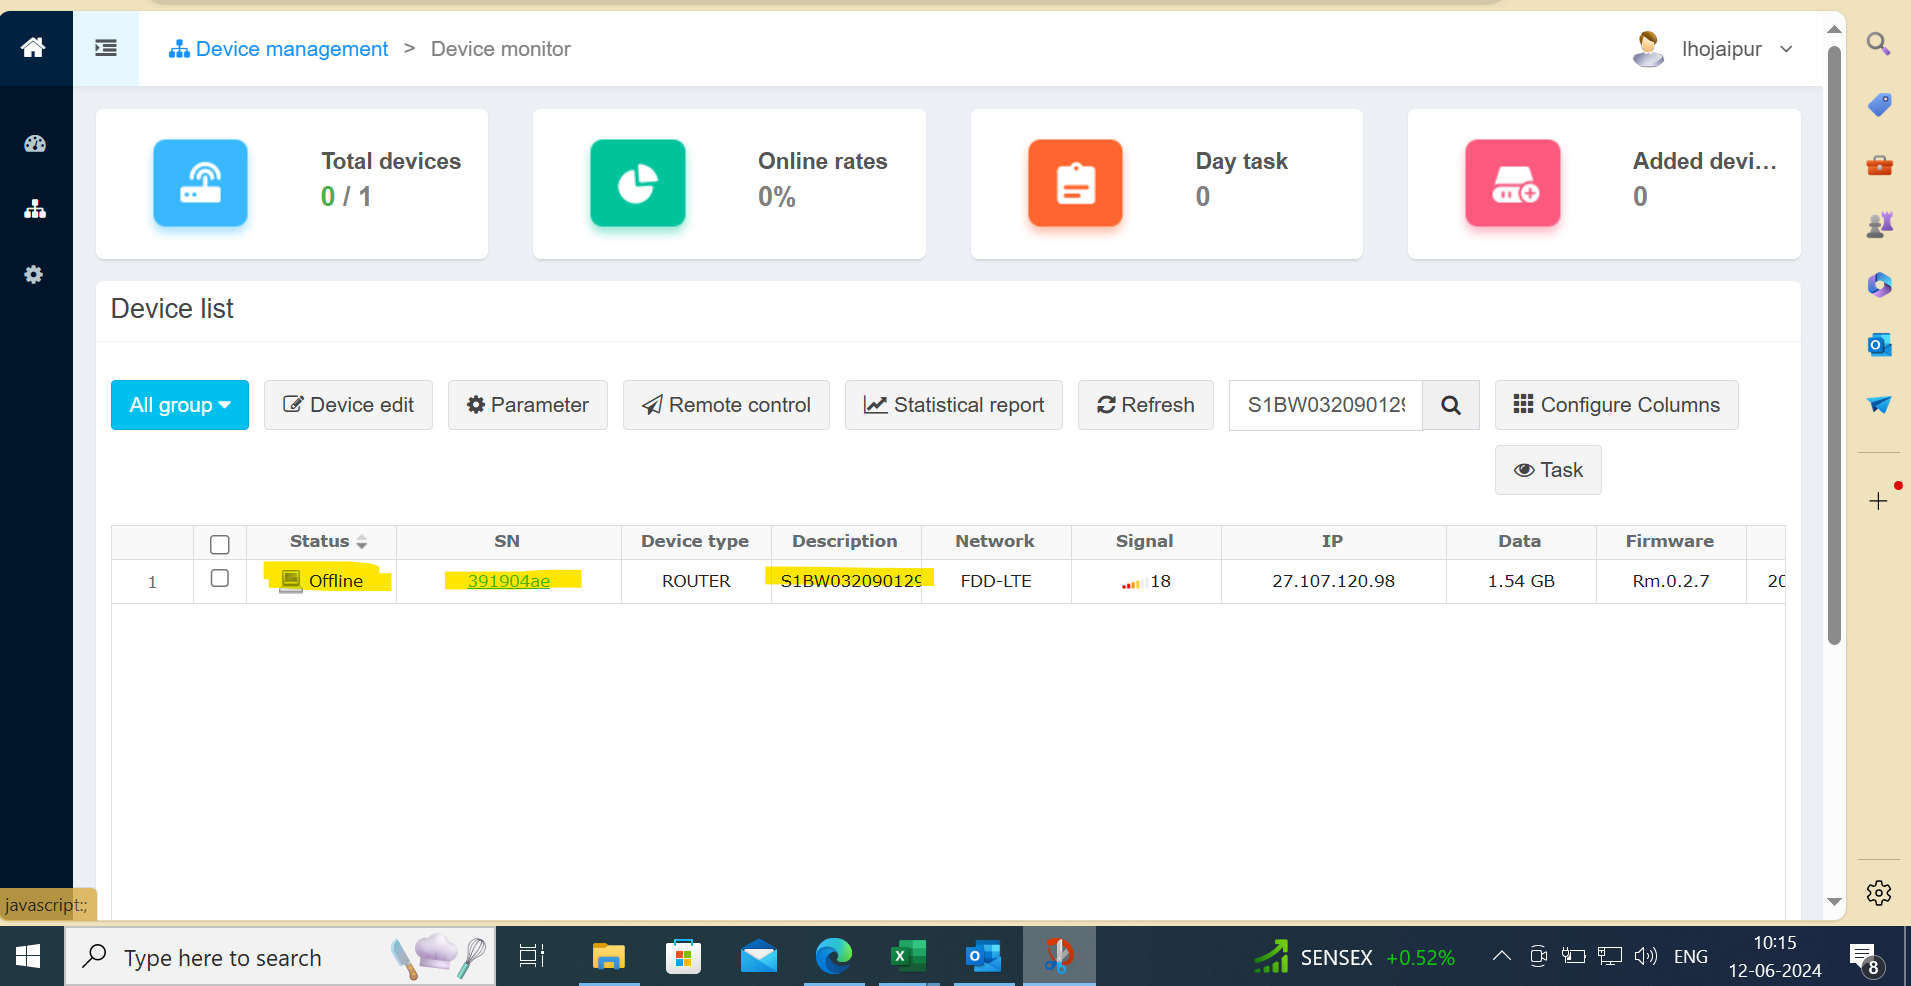 Device management > Device monitor
lhojaipur
Total devices
0 / 1
Online rates
0%
Day task
0
Added devi...
0
Device list
All group
Device edit
Parameter
Remote control
Statistical report
Refresh
S1BW032090129
Configure Columns
Task
Status SN Device type Description Network Signal IP Data Firmware
1 Offline 391904ae ROUTER S1BW032090129 FDD-LTE 18 27.107.120.98 1.54 GB Rm.0.2.7 20
javascript:;
Type here to search
SENSEX +0.52%
ENG
10:15
12-06-2024
8